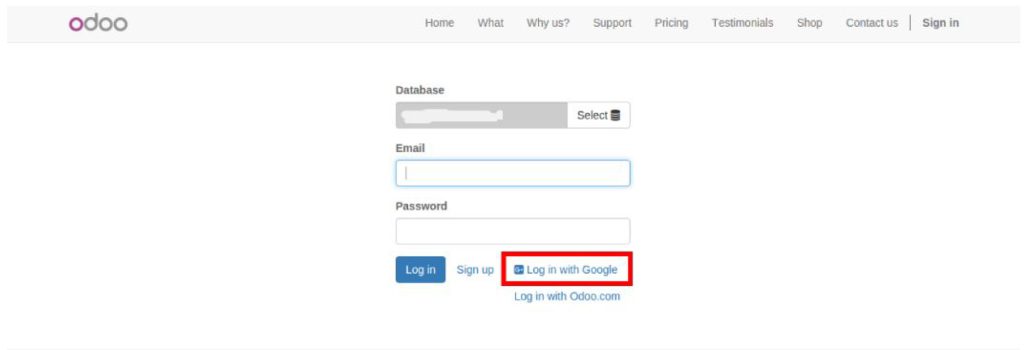 odoo Home What Why us? Support Pricing Testimonials Shop Contact us Sign in
Database
Select
Email
Password
Log in Sign up Log in with Google
Log in with Odoo.com